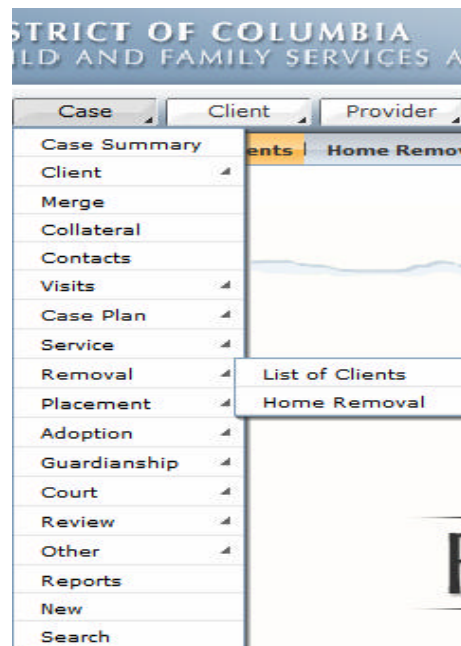 STRICT OF COLUMBIA
ILD AND FAMILY SERVICES A
Case Client Provider
Case Summary
ents Home Remov
Client
Merge
Collateral
Contacts
Visits
Case Plan
Service
Removal
List of Clients
Placement
Home Removal
Adoption
Guardianship
Court
Review
Other
Reports
New
Search